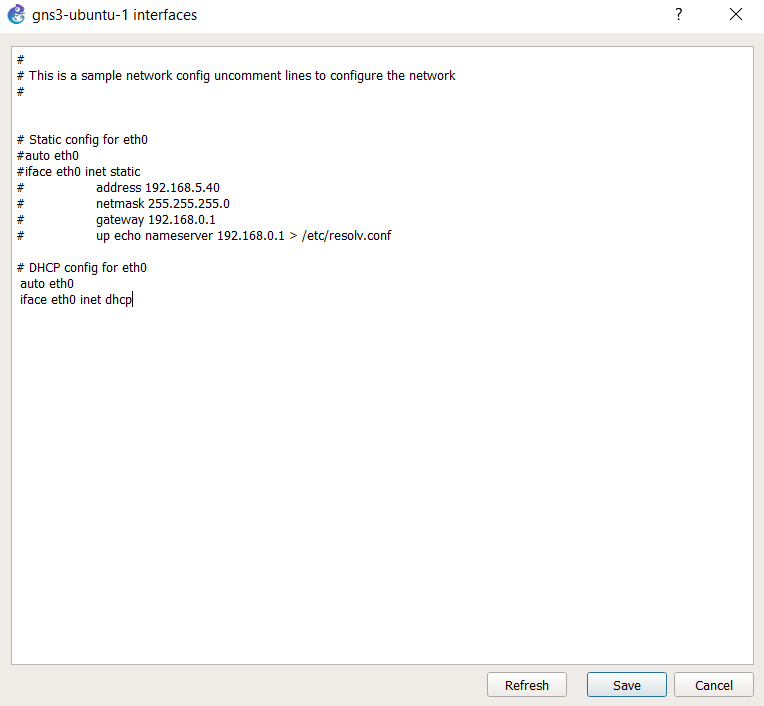 gns3-ubuntu-1 interfaces ?
#
# This is a sample network config uncomment lines to configure the network
#
# Static config for eth0
#auto eth0
#iface eth0 inet static
# address 192.168.5.40
# netmask 255.255.255.0
# gateway 192.168.0.1
# up echo nameserver 192.168.0.1 > /etc/resolv.conf
# DHCP config for eth0
auto eth0
iface eth0 inet dhcp
Refresh Save Cancel